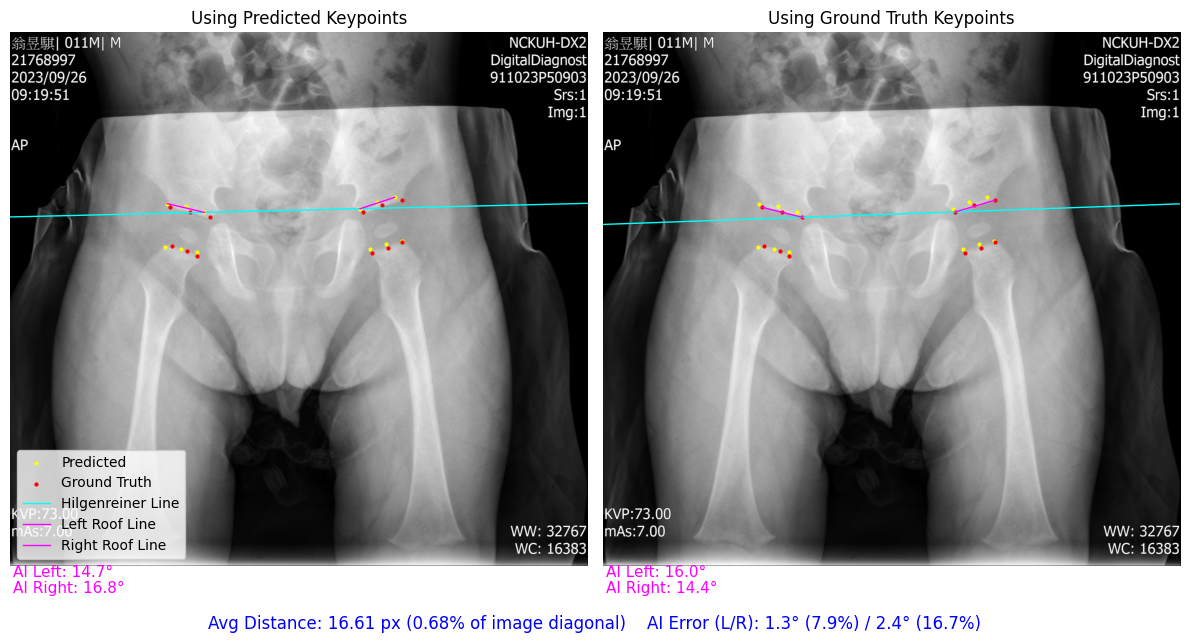 Using Predicted Keypoints
翁昱騏| 011M| M
21768997
2023/09/26
09:19:51
NCKUH-DX2
DigitalDiagnost
911023P50903
Srs:1
Img:1
AP
Predicted
Ground Truth
Hilgenreiner Line
Left Roof Line
Right Roof Line
KVP:73.00
mAs:7.00
WW: 32767
WC: 16383
AI Left: 14.7°
AI Right: 16.8°
Using Ground Truth Keypoints
翁昱騏| 011M| M
21768997
2023/09/26
09:19:51
NCKUH-DX2
DigitalDiagnost
911023P50903
Srs:1
Img:1
AP
KVP:73.00
mAs:7.00
WW: 32767
WC: 16383
AI Left: 16.0°
AI Right: 14.4°
Avg Distance: 16.61 px (0.68% of image diagonal)    AI Error (L/R): 1.3° (7.9%) / 2.4° (16.7%)